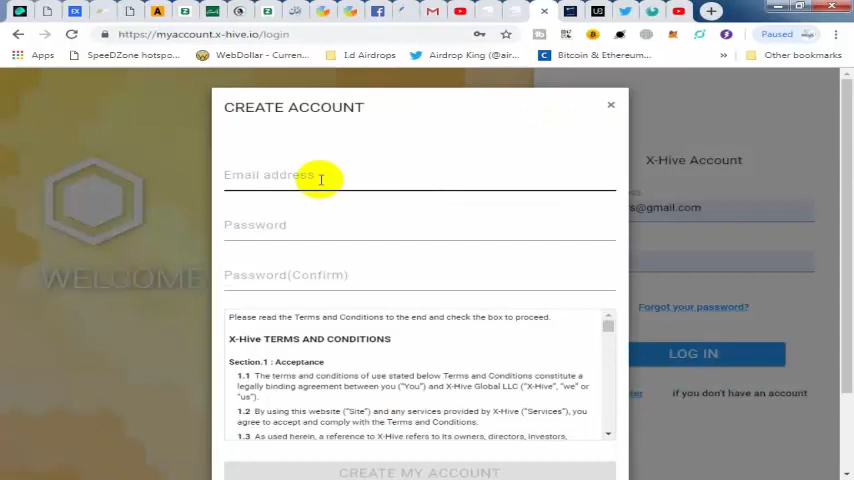 https://myaccount.x-hive.io/login
Paused
Apps
SpeeDZone hotspo...
WebDollar - Curren...
I.d Airdrops
Airdrop King (@air...
Bitcoin & Ethereum...
Other bookmarks
CREATE ACCOUNT
×
Email address
Password
Password(Confirm)
Please read the Terms and Conditions to the end and check the box to proceed.
X-Hive TERMS AND CONDITIONS
Section.1 : Acceptance
1.1 The terms and conditions of use stated below Terms and Conditions constitute a
legally binding agreement between you ("You") and X-Hive Global LLC ("X-Hive", "we" or
"us").
1.2 By using this website ("Site") and any services provided by X-Hive ("Services"), you
agree to accept and comply with the Terms and Conditions.
1.3 As used herein, a reference to X-Hive refers to its owners, directors, investors,
CREATE MY ACCOUNT
WELCOME
X-Hive Account
s@gmail.com
Forgot your password?
LOG IN
if you don't have an account